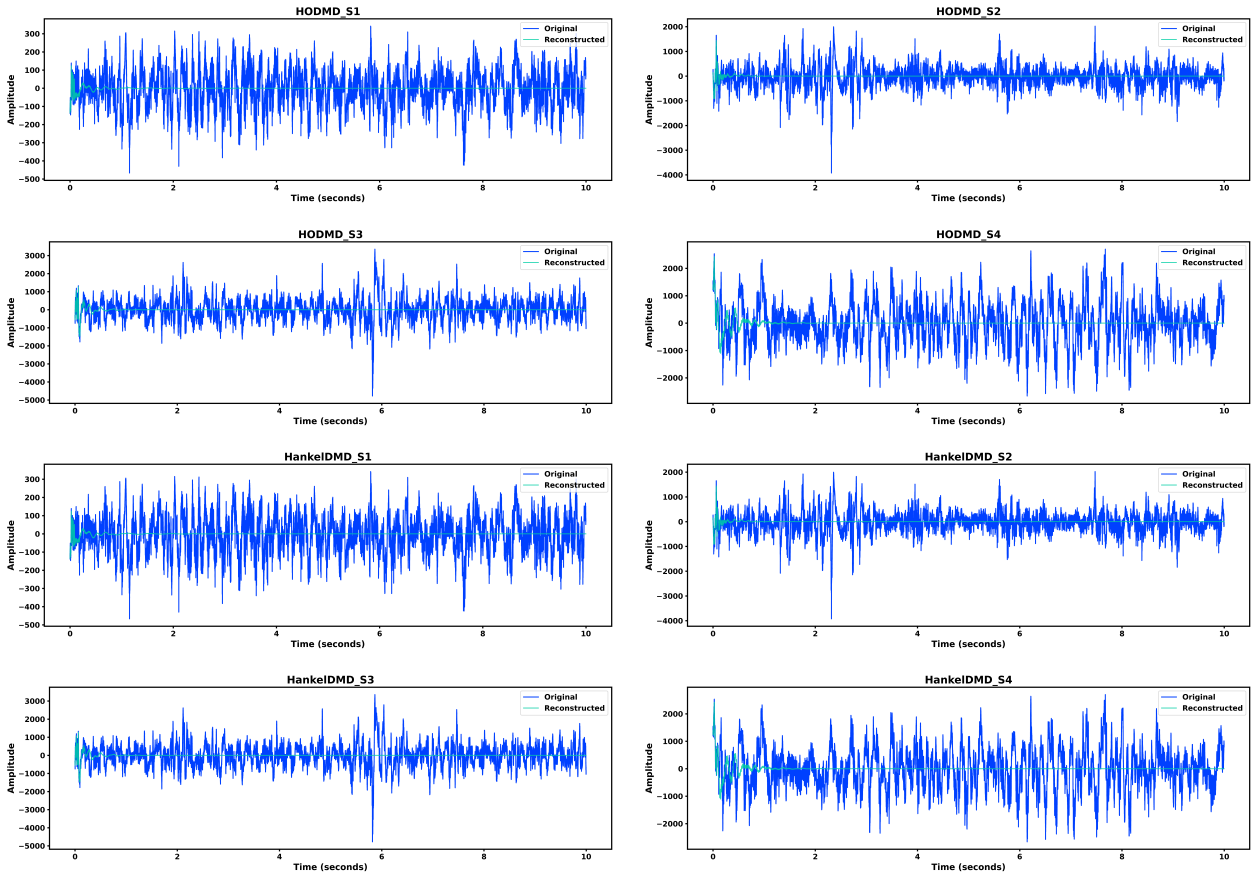 HODMD_S1
Original
Reconstructed
Amplitude
300
200
100
0
−100
−200
−300
−400
−500
0
2
4
6
8
10
Time (seconds)
HODMD_S2
Original
Reconstructed
Amplitude
2000
1000
0
−1000
−2000
−3000
−4000
0
2
4
6
8
10
Time (seconds)
HODMD_S3
Original
Reconstructed
Amplitude
3000
2000
1000
0
−1000
−2000
−3000
−4000
−5000
0
2
4
6
8
10
Time (seconds)
HODMD_S4
Original
Reconstructed
Amplitude
2000
1000
0
−1000
−2000
0
2
4
6
8
10
Time (seconds)
HankelDMD_S1
Original
Reconstructed
Amplitude
300
200
100
0
−100
−200
−300
−400
−500
0
2
4
6
8
10
Time (seconds)
HankelDMD_S2
Original
Reconstructed
Amplitude
2000
1000
0
−1000
−2000
−3000
−4000
0
2
4
6
8
10
Time (seconds)
HankelDMD_S3
Original
Reconstructed
Amplitude
3000
2000
1000
0
−1000
−2000
−3000
−4000
−5000
0
2
4
6
8
10
Time (seconds)
HankelDMD_S4
Original
Reconstructed
Amplitude
2000
1000
0
−1000
−2000
0
2
4
6
8
10
Time (seconds)